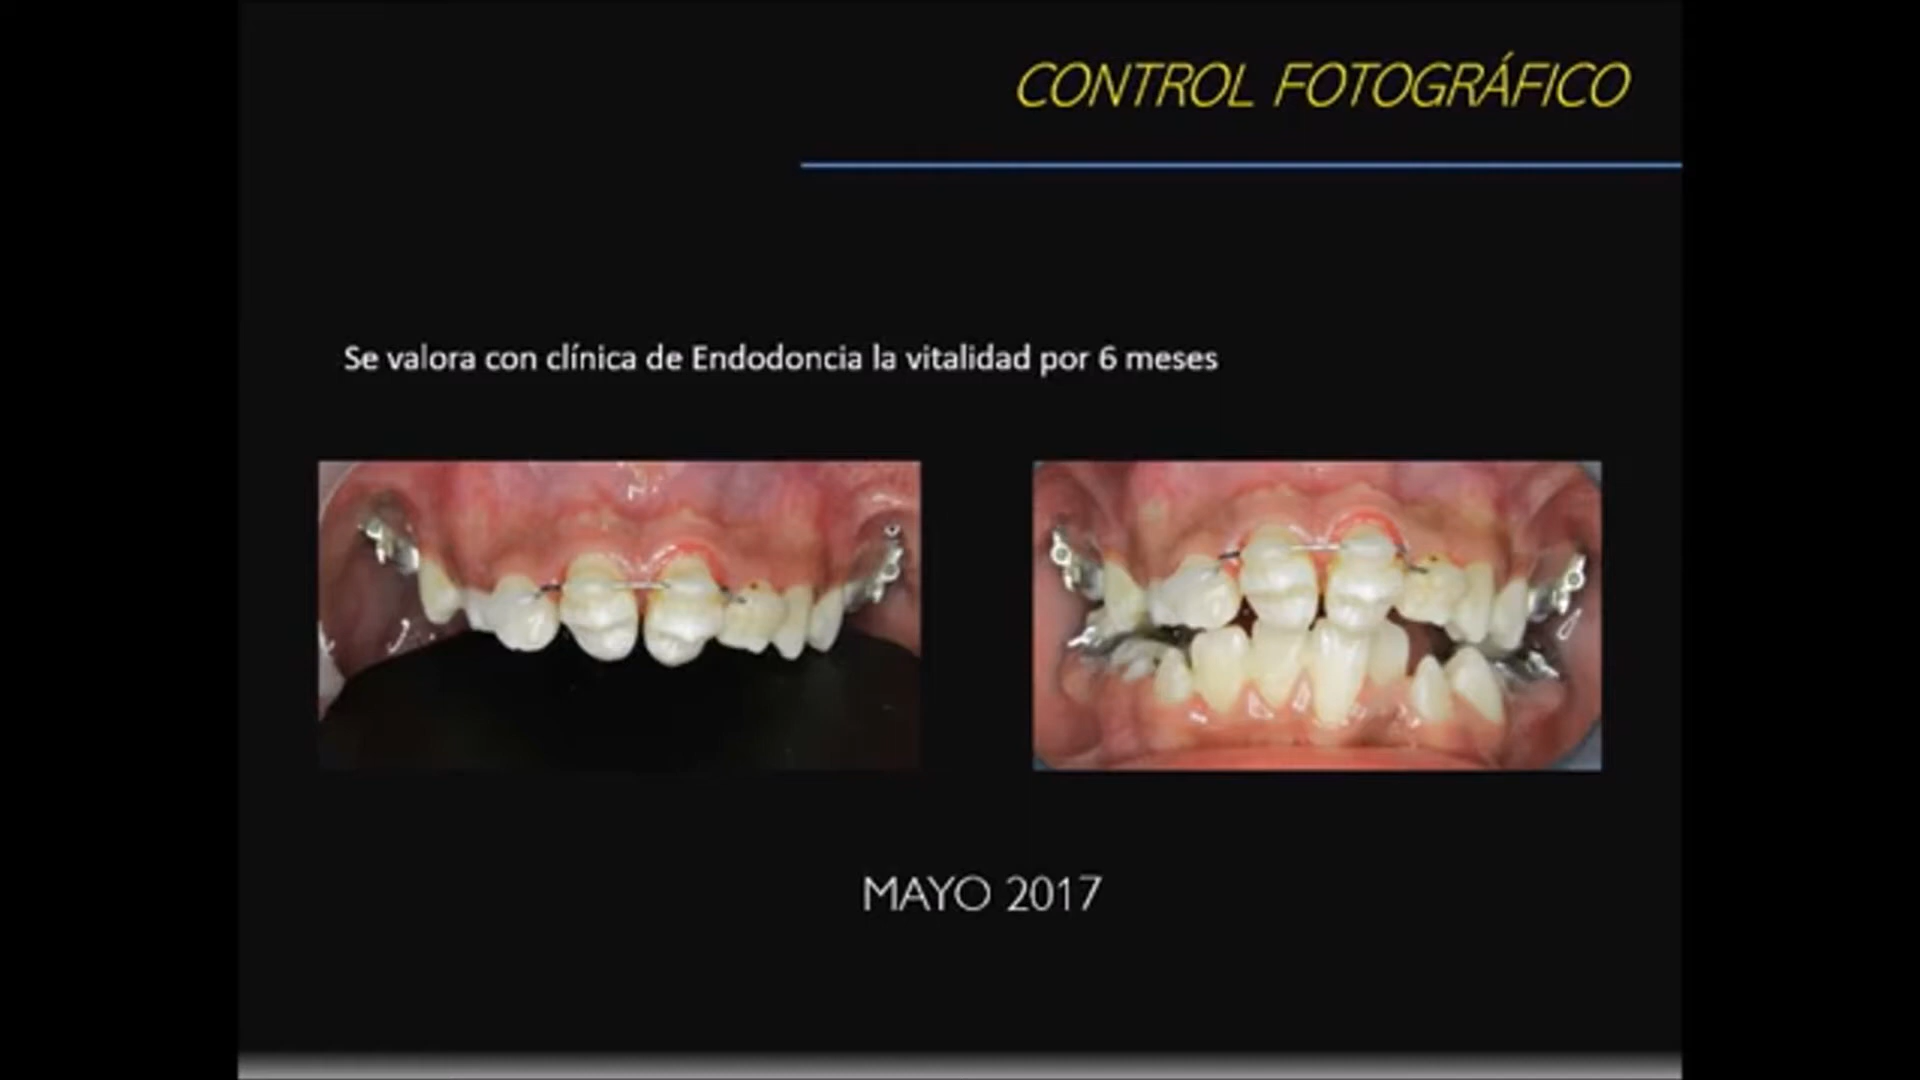 CONTROL FOTOGRÁFICO
Se valora con clínica de Endodoncia la vitalidad por 6 meses
MAYO 2017